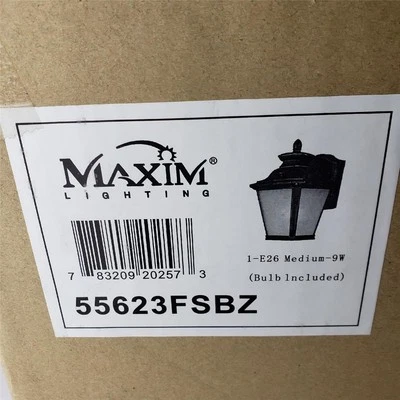 MAXIM®
LIGHTING
7 83209 20257 3
1-E26 Medium-9W
(Bulb Included)
55623FSBZ